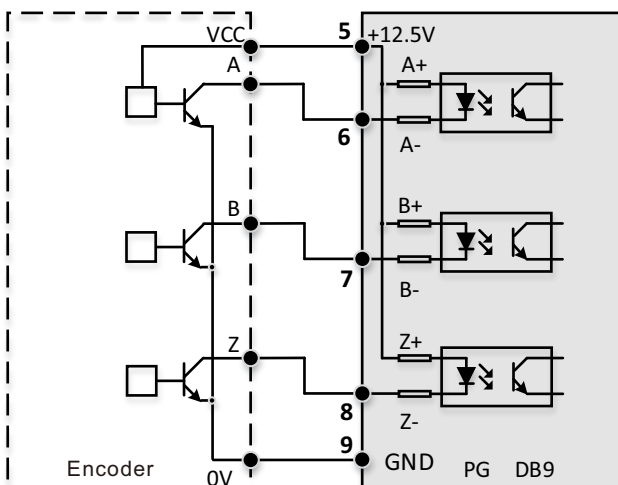 VCC 5 +12.5V
A A+
6 A-
B B+
7 B-
Z Z+
8 Z-
9 GND
Encoder 0V PG DB9